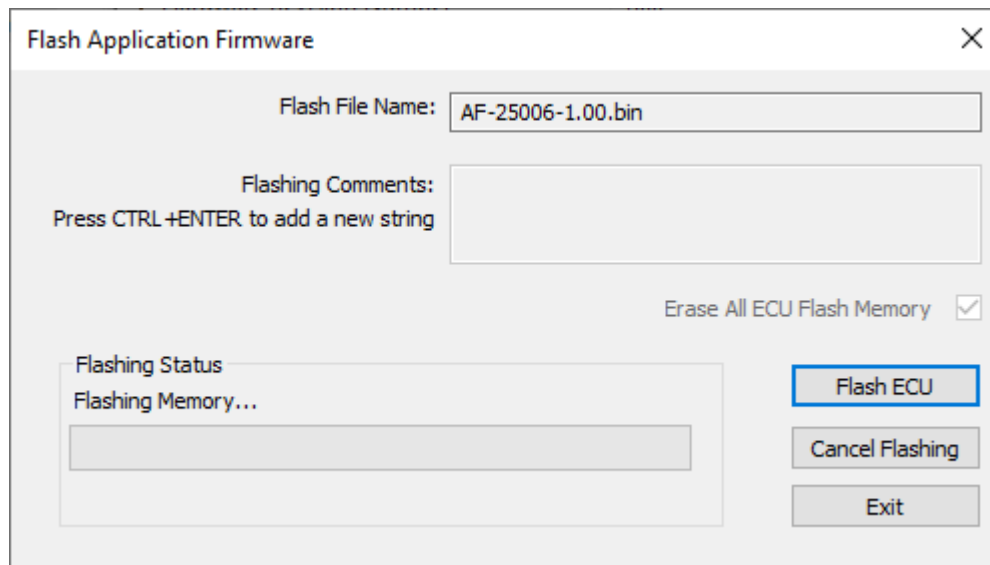 Flash Application Firmware
Flash File Name: AF-25006-1.00.bin
Flashing Comments:
Press CTRL+ENTER to add a new string
Erase All ECU Flash Memory
Flashing Status
Flashing Memory...
Flash ECU
Cancel Flashing
Exit